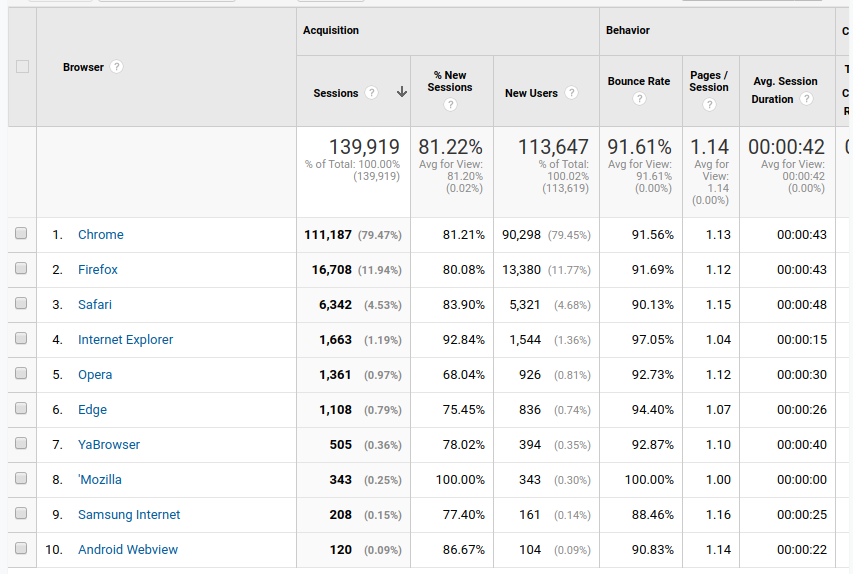 Acquisition Behavior C
Browser ?
Sessions ? % New Sessions ? New Users ? Bounce Rate ? Pages / Session ? Avg. Session Duration ? T C R
139,919 81.22% 113,647 91.61% 1.14 00:00:42
% of Total: 100.00% (139,919) Avg for View: 81.20% (0.02%) % of Total: 100.02% (113,619) Avg for View: 91.61% (0.00%) Avg for View: 1.14 (0.00%) Avg for View: 00:00:42 (0.00%)
1. Chrome 111,187 (79.47%) 81.21% 90,298 (79.45%) 91.56% 1.13 00:00:43
2. Firefox 16,708 (11.94%) 80.08% 13,380 (11.77%) 91.69% 1.12 00:00:43
3. Safari 6,342 (4.53%) 83.90% 5,321 (4.68%) 90.13% 1.15 00:00:48
4. Internet Explorer 1,663 (1.19%) 92.84% 1,544 (1.36%) 97.05% 1.04 00:00:15
5. Opera 1,361 (0.97%) 68.04% 926 (0.81%) 92.73% 1.12 00:00:30
6. Edge 1,108 (0.79%) 75.45% 836 (0.74%) 94.40% 1.07 00:00:26
7. YaBrowser 505 (0.36%) 78.02% 394 (0.35%) 92.87% 1.10 00:00:40
8. 'Mozilla 343 (0.25%) 100.00% 343 (0.30%) 100.00% 1.00 00:00:00
9. Samsung Internet 208 (0.15%) 77.40% 161 (0.14%) 88.46% 1.16 00:00:25
10. Android Webview 120 (0.09%) 86.67% 104 (0.09%) 90.83% 1.14 00:00:22